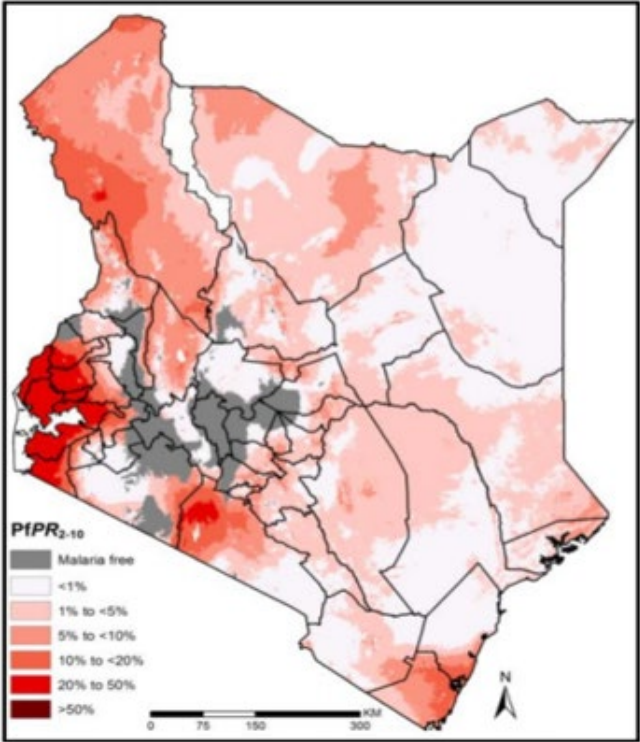 PfPR2-10
Malaria free
<1%
1% to <5%
5% to <10%
10% to <20%
20% to 50%
>50%
N
KM
0 75 150 300